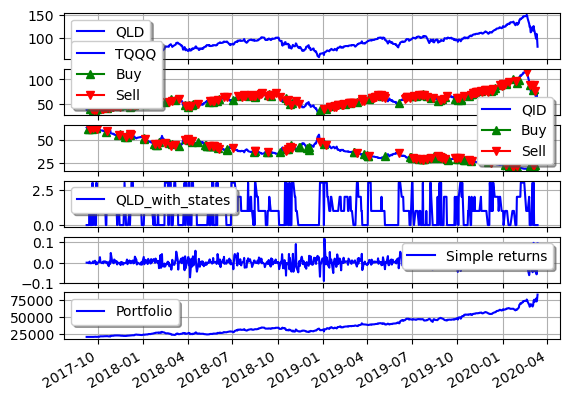 150
100
QLD
TQQQ
Buy
Sell
100
50
QID
Buy
Sell
50
25
2.5
0.0
QLD_with_states
0.1
0.0
−0.1
Simple returns
75000
50000
25000
Portfolio
2017-10
2018-01
2018-04
2018-07
2018-10
2019-01
2019-04
2019-07
2019-10
2020-01
2020-04